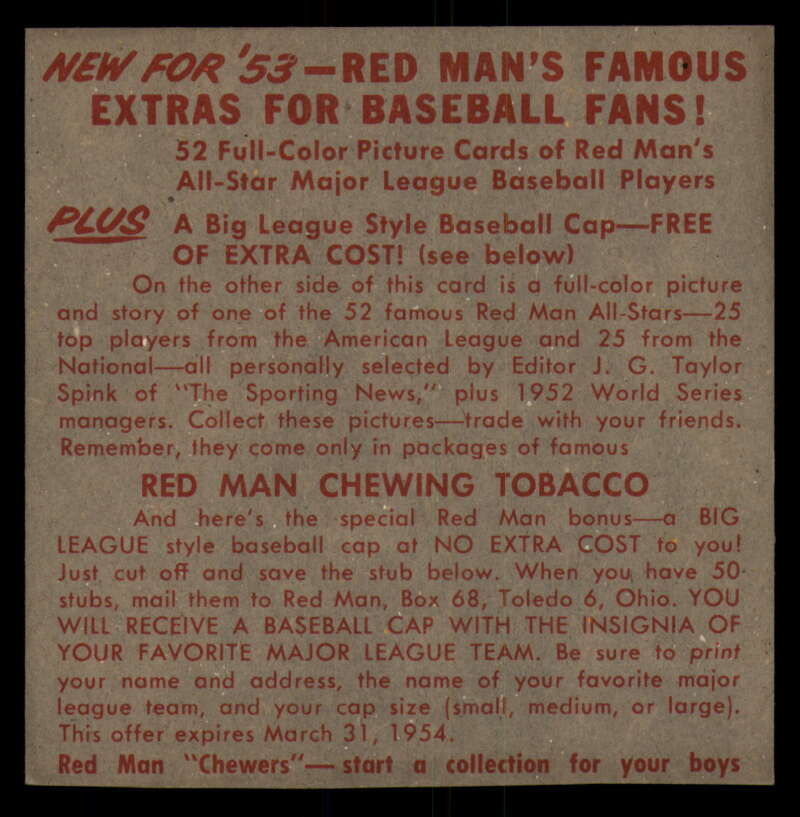 NEW FOR '53—RED MAN'S FAMOUS
EXTRAS FOR BASEBALL FANS!
52 Full-Color Picture Cards of Red Man's
All-Star Major League Baseball Players
PLUS A Big League Style Baseball Cap—FREE
OF EXTRA COST! (see below)
On the other side of this card is a full-color picture
and story of one of the 52 famous Red Man All-Stars—25
top players from the American League and 25 from the
National—all personally selected by Editor J. G. Taylor
Spink of "The Sporting News," plus 1952 World Series
managers. Collect these pictures—trade with your friends.
Remember, they come only in packages of famous
RED MAN CHEWING TOBACCO
And here's the special Red Man bonus—a BIG
LEAGUE style baseball cap at NO EXTRA COST to you!
Just cut off and save the stub below. When you have 50
stubs, mail them to Red Man, Box 68, Toledo 6, Ohio. YOU
WILL RECEIVE A BASEBALL CAP WITH THE INSIGNIA OF
YOUR FAVORITE MAJOR LEAGUE TEAM. Be sure to print
your name and address, the name of your favorite major
league team, and your cap size (small, medium, or large).
This offer expires March 31, 1954.
Red Man "Chewers"—start a collection for your boys